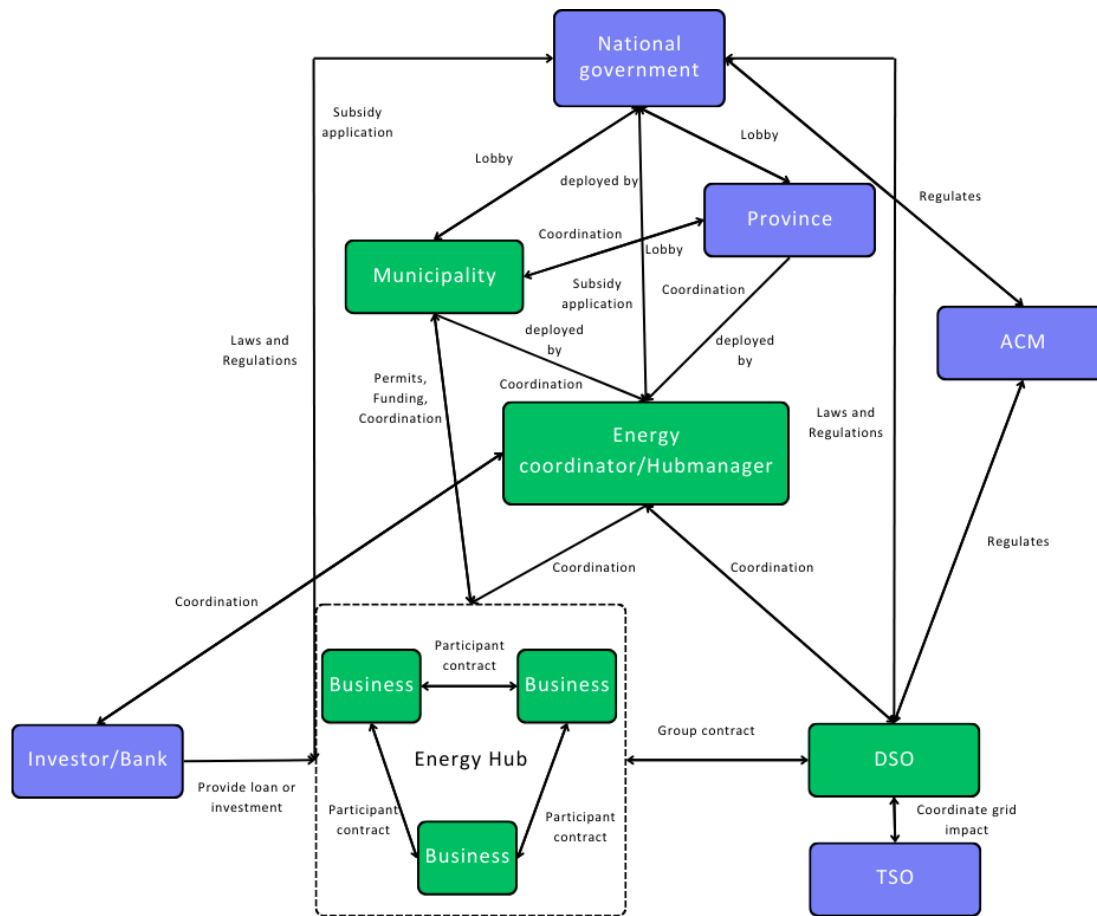 National
government
Subsidy
application
Lobby
Lobby
deployed by
Regulates
Province
Coordination
Lobby
Municipality
Subsidy
application
Coordination
deployed
by
deployed
by
Laws and
Regulations
ACM
Permits,
Funding,
Coordination
Coordination
Laws and
Regulations
Energy
coordinator/Hubmanager
Regulates
Coordination
Coordination
Coordination
Participant
contract
Business
Business
Group contract
Investor/Bank
Energy Hub
DSO
Provide loan or
investment
Participant
contract
Participant
contract
Coordinate grid
impact
Business
TSO